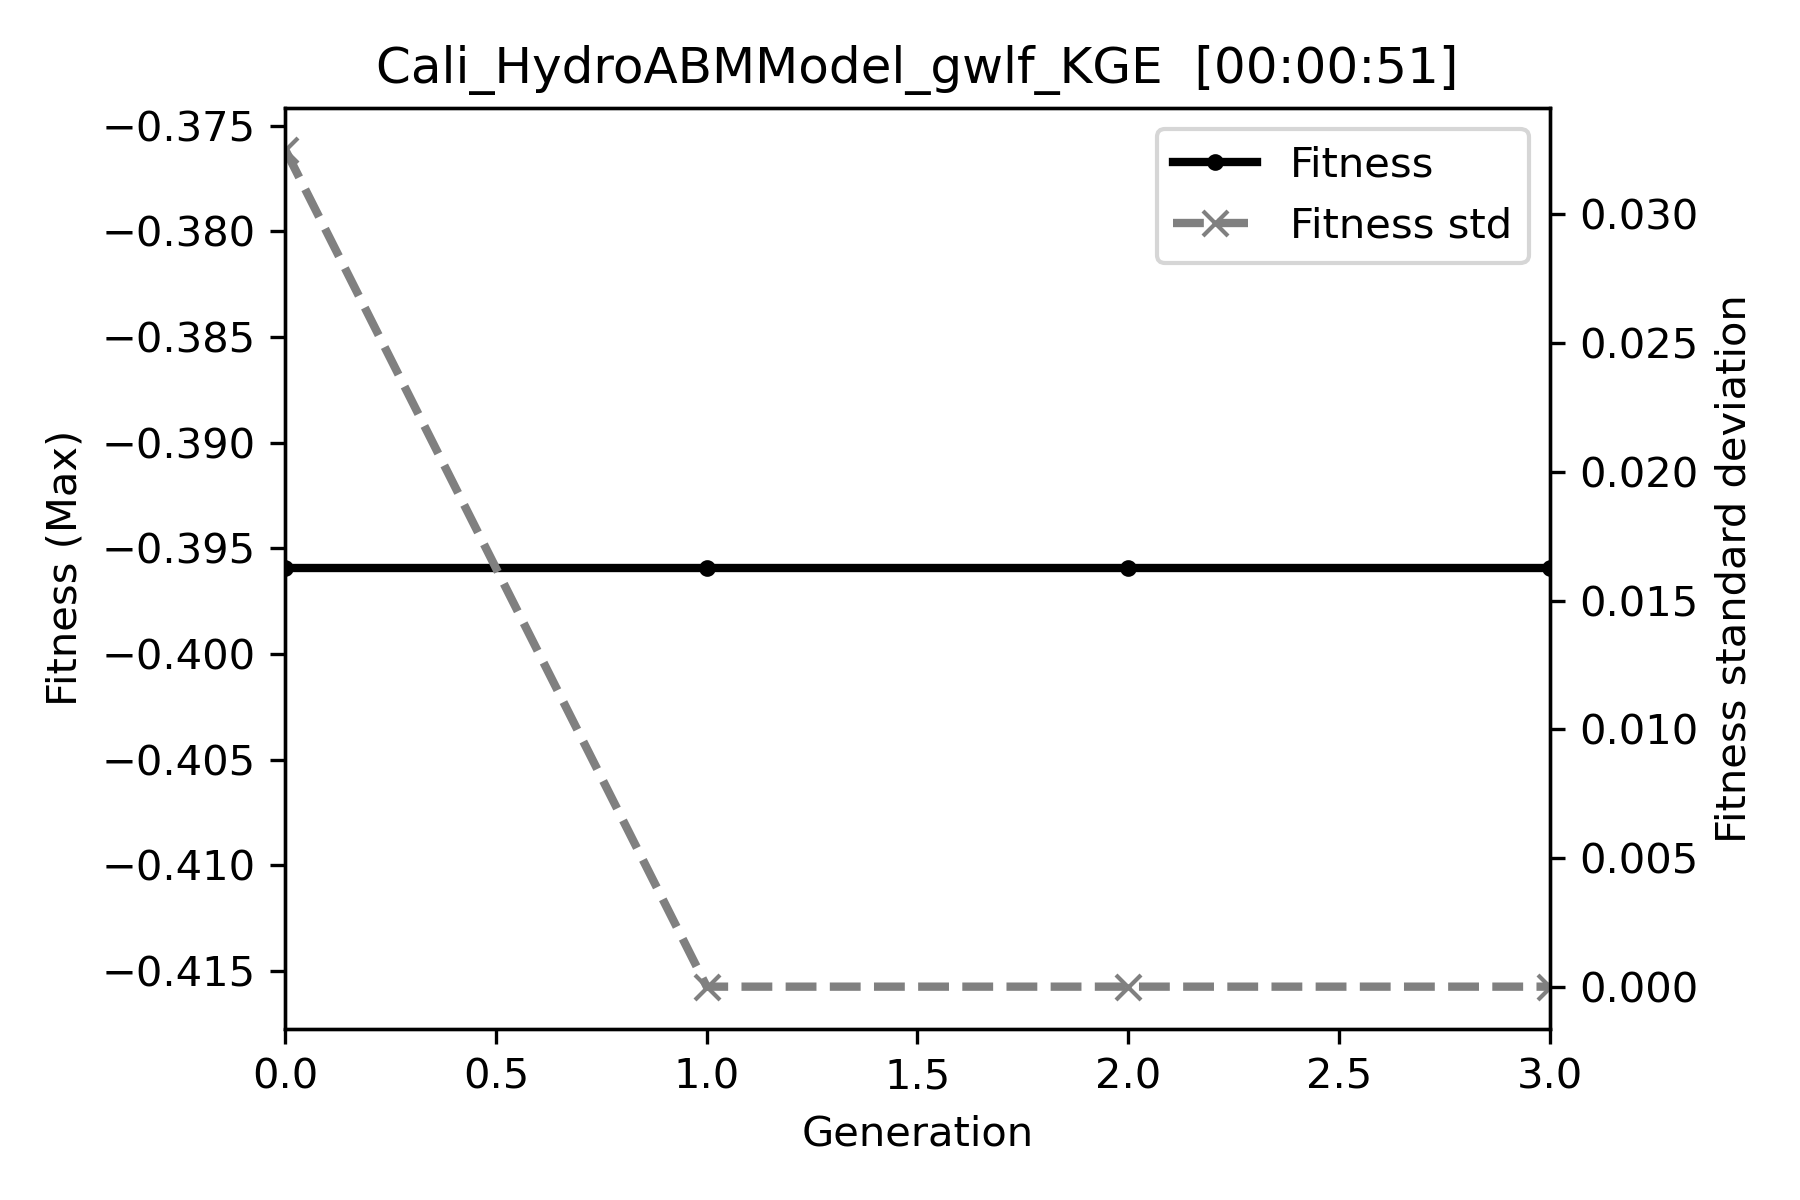 Cali_HydroABMModel_gwlf_KGE [00:00:51]
Fitness (Max)
−0.375
−0.380
−0.385
−0.390
−0.395
−0.400
−0.405
−0.410
−0.415
Fitness
Fitness std
0.030
0.025
0.020
0.015
0.010
0.005
0.000
Fitness standard deviation
0.0 0.5 1.0 1.5 2.0 2.5 3.0
Generation